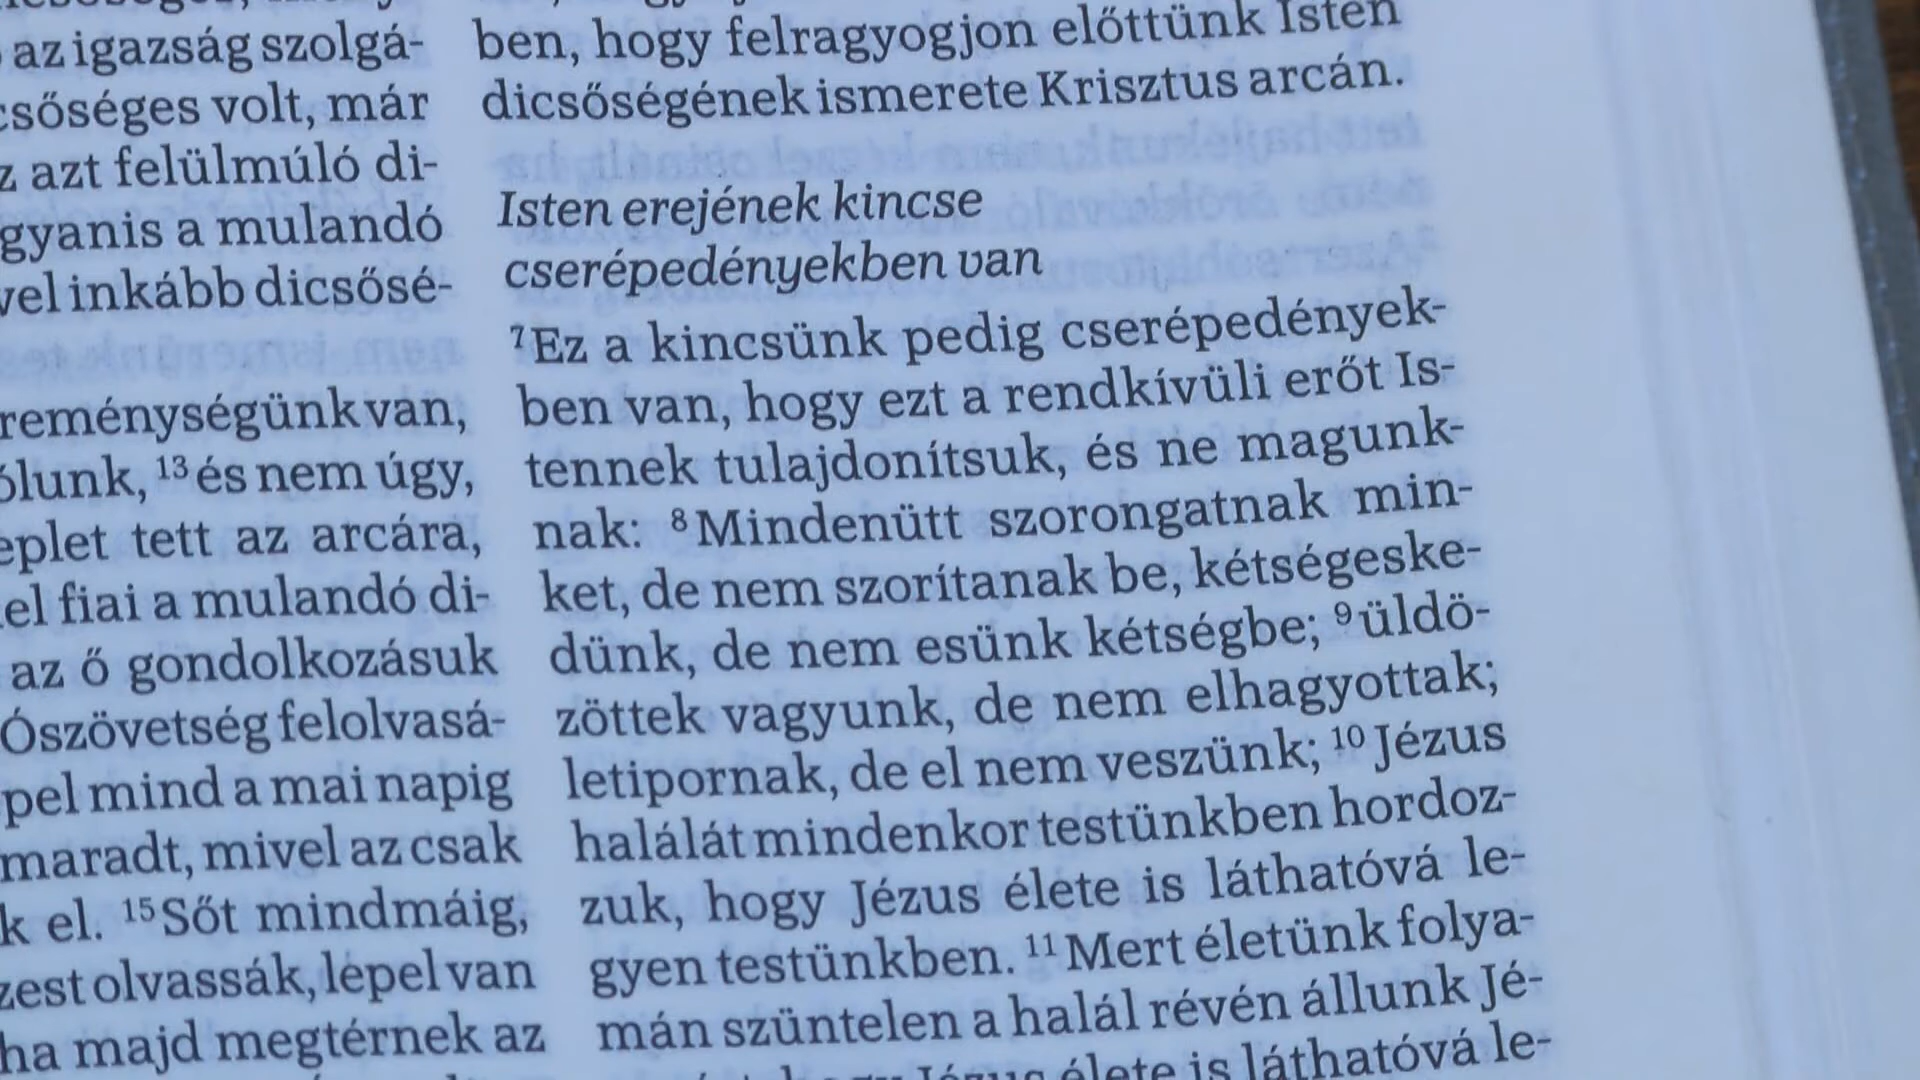 az igazság szolgá-
csőséges volt, már
z azt felülmúló di-
gyanis a mulandó
vel inkább dicsősé-
reménységünk van,
ólunk, 13 és nem úgy,
eplet tett az arcára,
el fiai a mulandó di-
az ő gondolkozásuk
Ószövetség felolvasá-
pel mind a mai napig
maradt, mivel az csak
k el. 15 Sőt mindmáig,
zest olvassák, lepel van
ha majd megtérnek az
ben, hogy felragyogjon előttünk Isten
dicsőségének ismerete Krisztus arcán.
Isten erejének kincse
cserépedényekben van
7 Ez a kincsünk pedig cserépedények-
ben van, hogy ezt a rendkívüli erőt Is-
tennek tulajdonítsuk, és ne magunk-
nak: 8 Mindenütt szorongatnak min-
ket, de nem szorítanak be, kétségeske-
dünk, de nem esünk kétségbe; 9 üldö-
zöttek vagyunk, de nem elhagyottak;
letipornak, de el nem veszünk; 10 Jézus
halálát mindenkor testünkben hordoz-
zuk, hogy Jézus élete is láthatóvá le-
gyen testünkben. 11 Mert életünk folya-
mán szüntelen a halál révén állunk Jé-
Jézus élete is láthatóvá le-